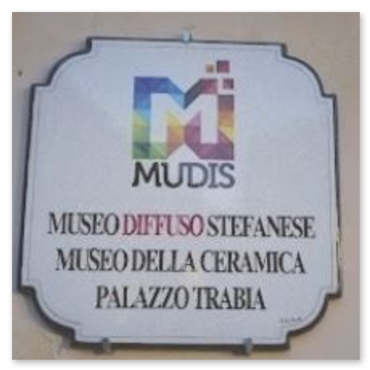 MUDIS
MUSEO DIFFUSO STEFANESE
MUSEO DELLA CERAMICA
PALAZZO TRABIA